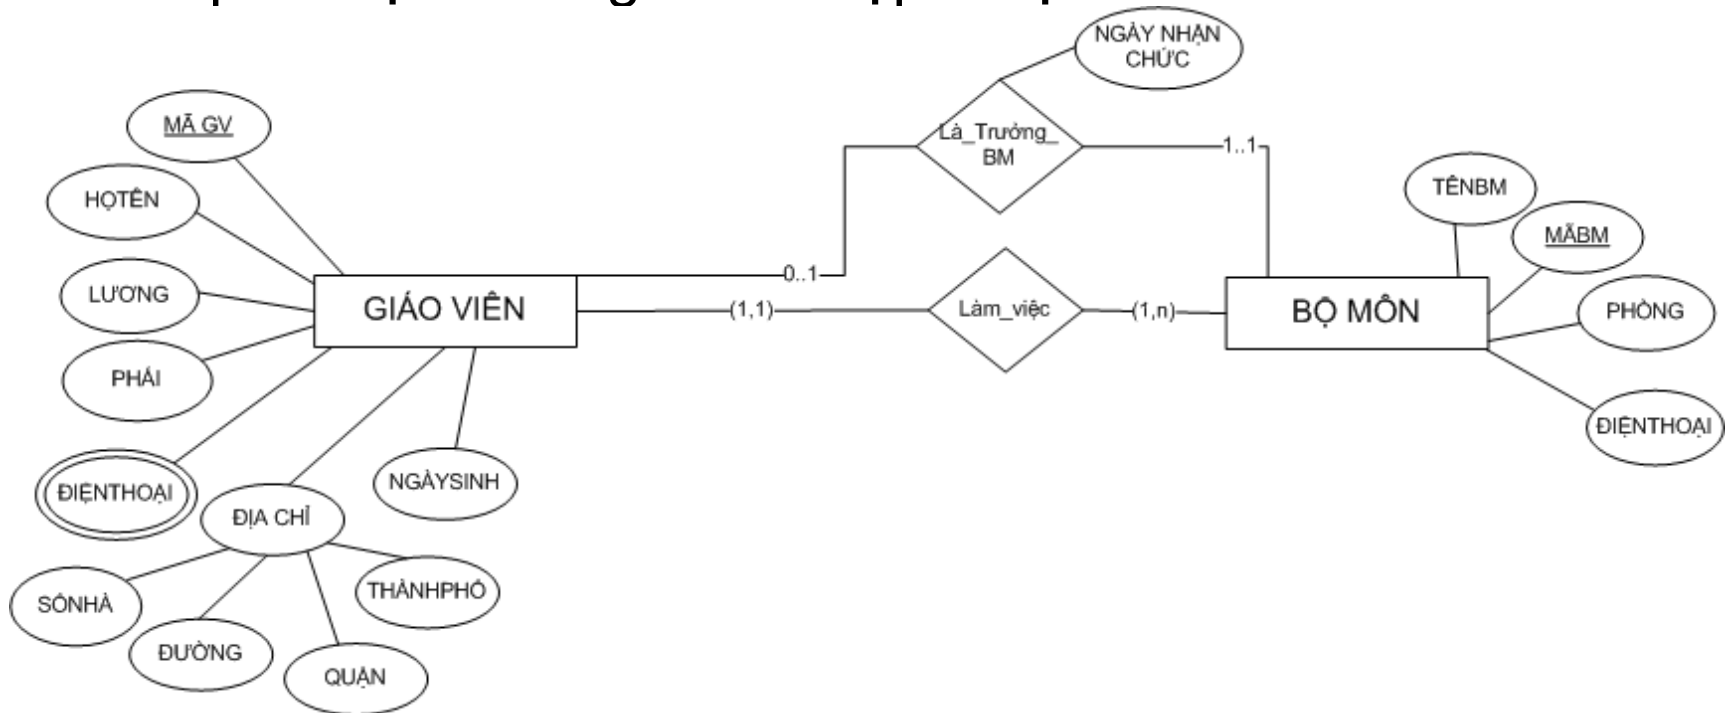 NGÀY NHẬN
CHỨC
MÃ GV
Là_Trưởng_
BM
1..1
HỌTÊN
TÊNBM
MÃBM
0..1
LƯƠNG
GIÁO VIÊN
(1,1)
Làm_việc
(1,n)
BỘ MÔN
PHÒNG
PHÁI
ĐIỆNTHOẠI
NGÀYSINH
ĐIỆNTHOẠI
ĐỊA CHỈ
THÀNHPHỐ
SỐNHÀ
ĐƯỜNG
QUẬN